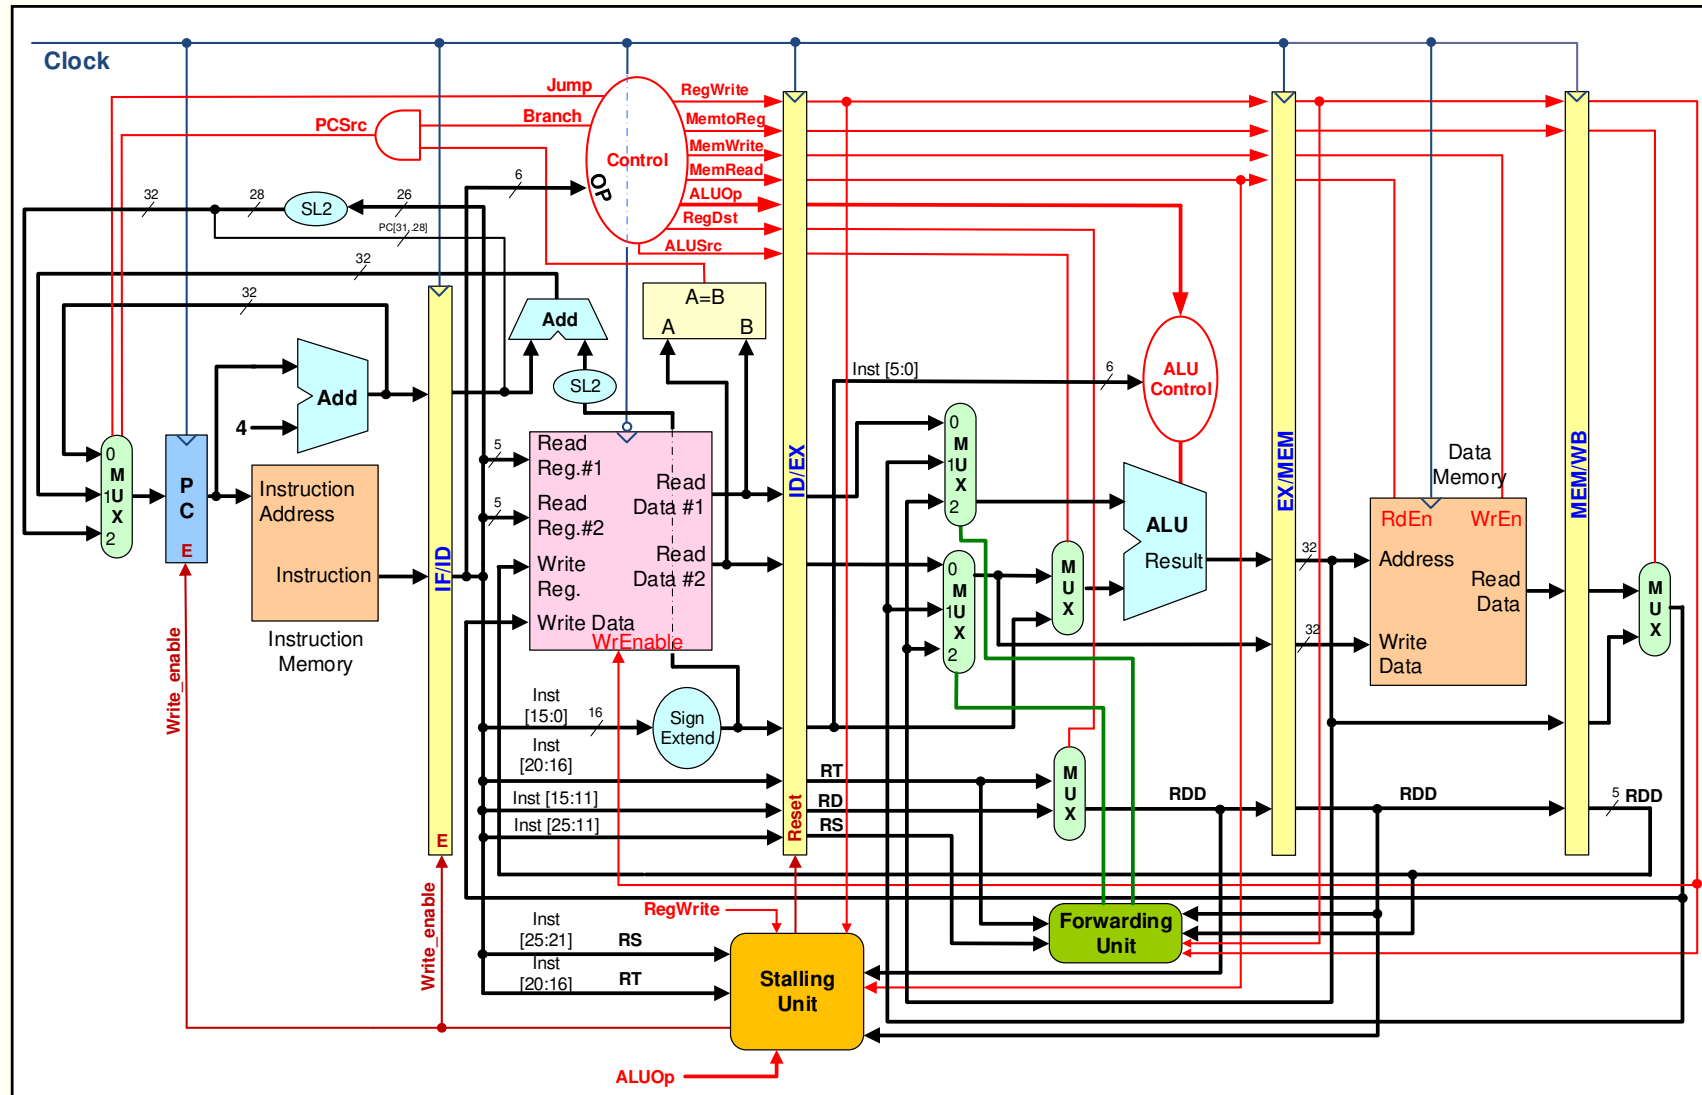 Clock
Jump
Branch
PCSrc
RegWrite
MemtoReg
MemWrite
MemRead
ALUOp
RegDst
ALUSrc
Control
OP
6
32
28
SL2
26
PC[31..28]
32
32
Add
A=B
A
B
SL2
Add
4
0
M
1U
X
2
P
C
E
Instruction
Address
Instruction
Instruction
Memory
IF/ID
E
5
Read
Reg.#1
5
Read
Reg.#2
Write
Reg.
Write Data
WrEnable
Read
Data #1
Read
Data #2
ID/EX
Reset
Inst [5:0]
6
ALU
Control
0
M
1U
X
2
0
M
1U
X
2
M
U
X
ALU
Result
EX/MEM
32
32
Data
Memory
RdEn
WrEn
Address
Read
Data
Write
Data
MEM/WB
M
U
X
Write_enable
Write_enable
Inst
[15:0]
16
Sign
Extend
Inst
[20:16]
Inst [15:11]
Inst [25:11]
RT
RD
RS
M
U
X
RDD
RDD
5
RDD
RegWrite
Inst
[25:21]
RS
Inst
[20:16]
RT
Stalling
Unit
Forwarding
Unit
ALUOp